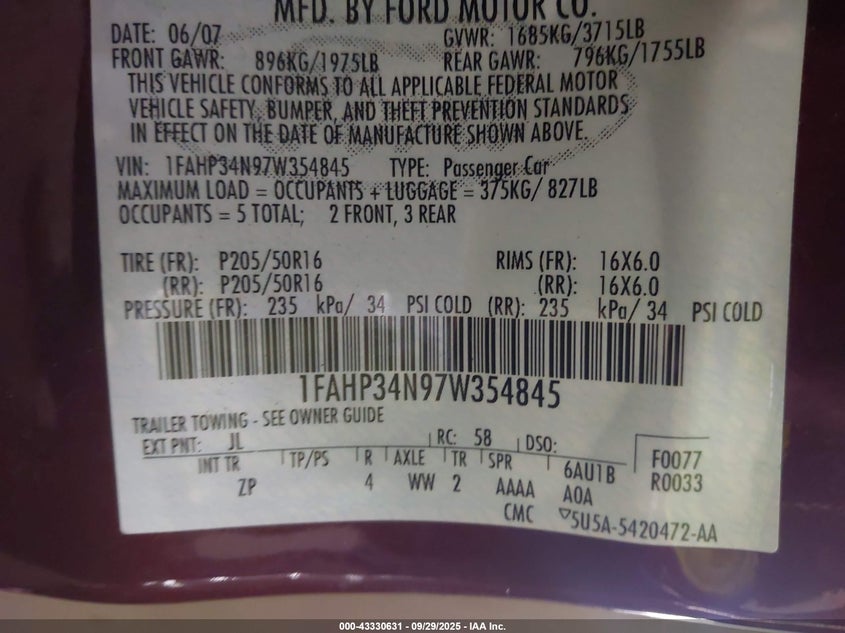 MFD. BY FORD MOTOR CO.
DATE: 06/07 GVWR: 1685KG/3715LB
FRONT GAWR: 896KG/1975LB REAR GAWR: 796KG/1755LB
THIS VEHICLE CONFORMS TO ALL APPLICABLE FEDERAL MOTOR
VEHICLE SAFETY, BUMPER, AND THEFT PREVENTION STANDARDS
IN EFFECT ON THE DATE OF MANUFACTURE SHOWN ABOVE.
VIN: 1FAHP34N97W354845 TYPE: Passenger Car
MAXIMUM LOAD = OCCUPANTS + LUGGAGE = 375KG/ 827LB
OCCUPANTS = 5 TOTAL; 2 FRONT, 3 REAR
TIRE (FR): P205/50R16 RIMS (FR): 16X6.0
(RR): P205/50R16 (RR): 16X6.0
PRESSURE (FR): 235 kPa/ 34 PSI COLD (RR): 235 kPa/ 34 PSI COLD
1FAHP34N97W354845
TRAILER TOWING - SEE OWNER GUIDE
EXT PNT: JL RC: 58 DSO:
INT TR TP/PS R AXLE TR SPR 6AU1B F0077
ZP 4 WW 2 AAAA A0A R0033
CMC ▽5U5A-5420472-AA
000-43330631 - 09/29/2025 - IAA Inc.